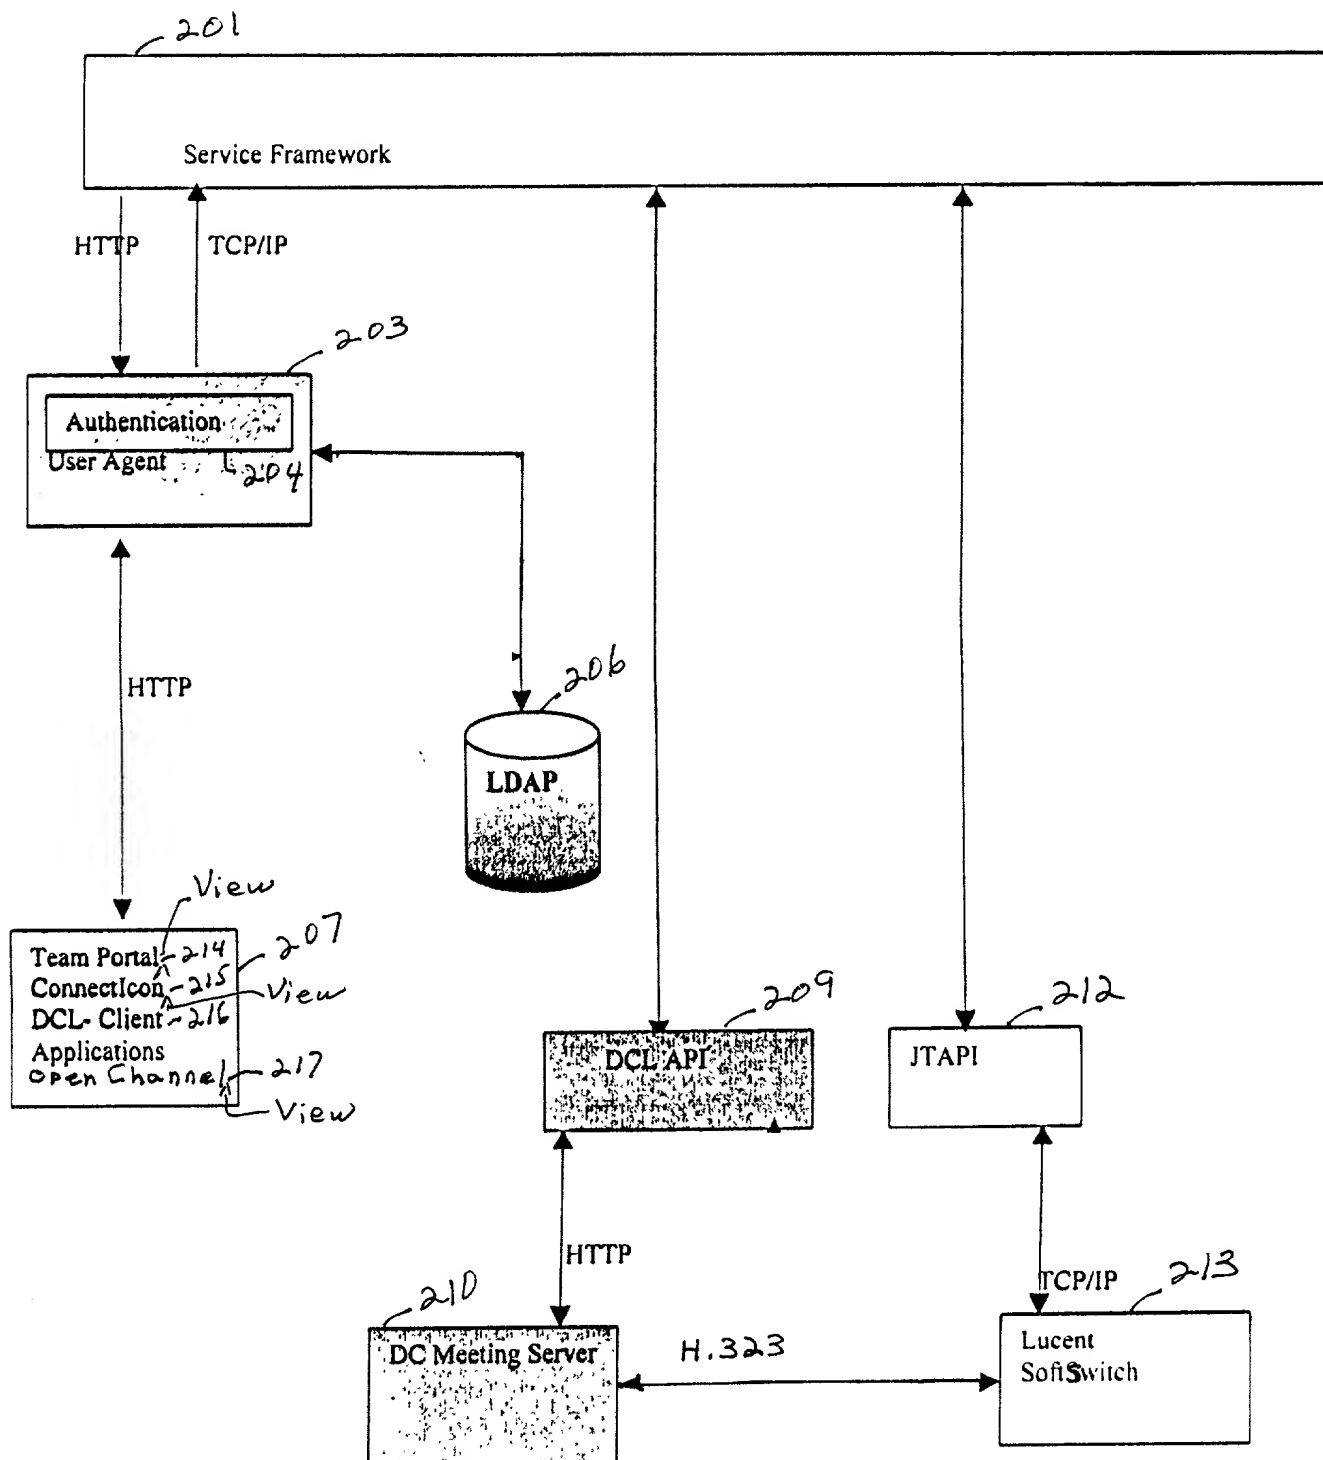 201
Service Framework
HTTP
TCP/IP
203
Authentication
User Agent
204
HTTP
206
LDAP
View
207
Team Portal 214
ConnectIcon 215
View
DCL- Client 216
Applications
Open Channel 217
View
209
DCL API
212
JTAPI
HTTP
TCP/IP
210
DC Meeting Server
H.323
213
Lucent
SoftSwitch